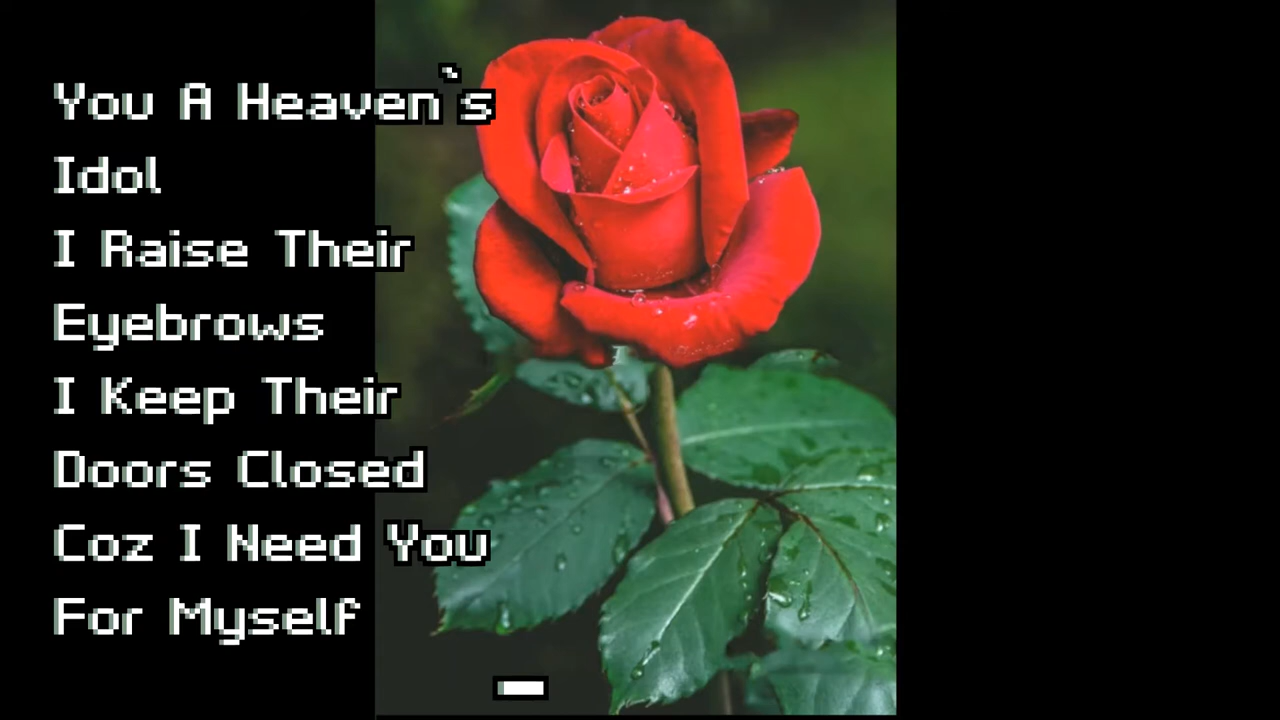 You A Heaven`s
Idol
I Raise Their
Eyebrows
I Keep Their
Doors Closed
Coz I Need You
For Myself